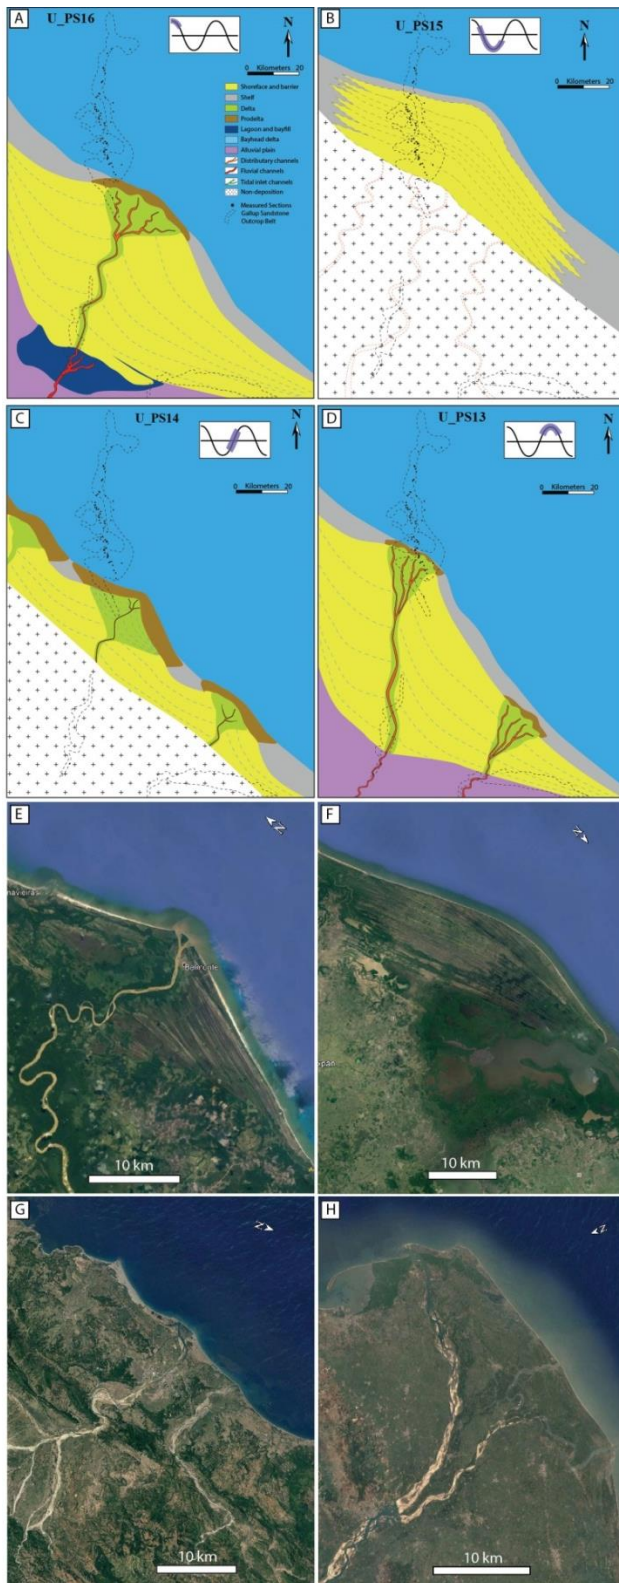 A
U_PS16
N
0 Kilometers 20
Shoreface and barrier
Shelf
Delta
Prodelta
Lagoon and bayfill
Bayhead delta
Alluvial plain
Distributary channels
Fluvial channels
Tidal inlet channels
Non-deposition
Measured Sections
Gallup Sandstone
Outcrop Belt
B
U_PS15
N
0 Kilometers 20
C
U_PS14
N
0 Kilometers 20
D
U_PS13
N
0 Kilometers 20
E
N
navieiras
10 km
F
N
pan
10 km
G
N
10 km
H
N
10 km